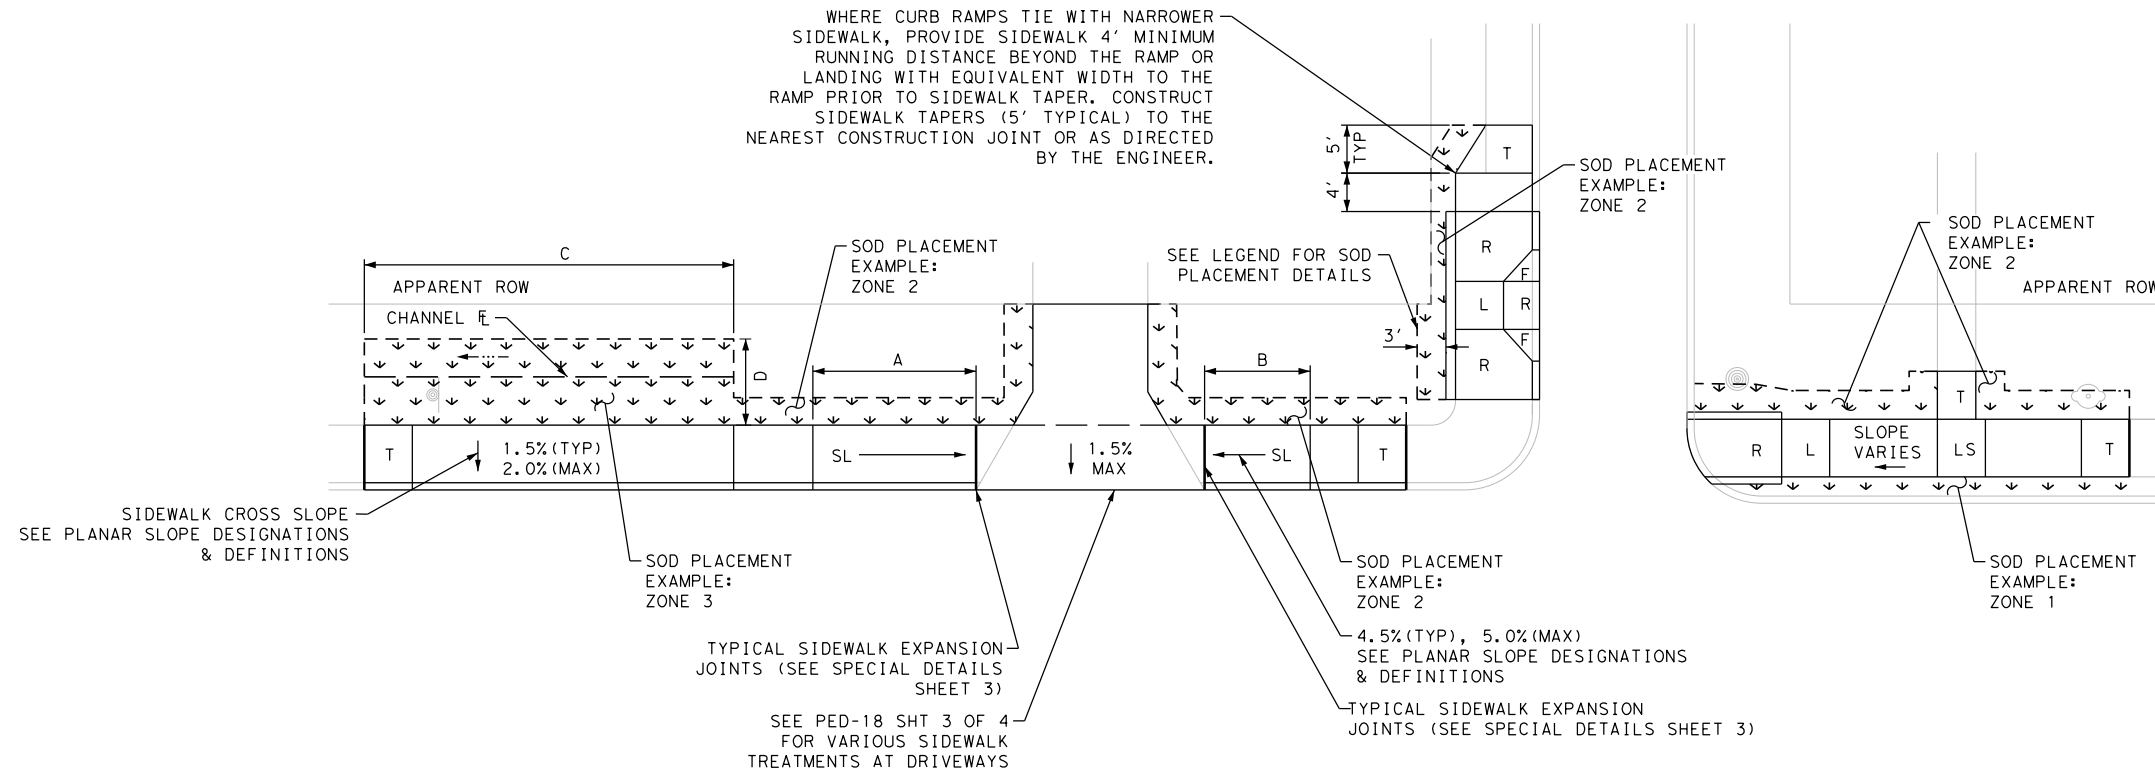 WHERE CURB RAMPS TIE WITH NARROWER
SIDEWALK, PROVIDE SIDEWALK 4' MINIMUM
RUNNING DISTANCE BEYOND THE RAMP OR
LANDING WITH EQUIVALENT WIDTH TO THE
RAMP PRIOR TO SIDEWALK TAPER. CONSTRUCT
SIDEWALK TAPERS (5' TYPICAL) TO THE
NEAREST CONSTRUCTION JOINT OR AS DIRECTED
BY THE ENGINEER.
5'
TYP
4'
T
SOD PLACEMENT
EXAMPLE:
ZONE 2
R
F
L
R
F
R
SEE LEGEND FOR SOD
PLACEMENT DETAILS
3'
SOD PLACEMENT
EXAMPLE:
ZONE 2
C
APPARENT ROW
CHANNEL
D
A
B
T
1.5%(TYP)
2.0%(MAX)
SL
1.5%
MAX
SL
T
SIDEWALK CROSS SLOPE
SEE PLANAR SLOPE DESIGNATIONS
& DEFINITIONS
SOD PLACEMENT
EXAMPLE:
ZONE 3
TYPICAL SIDEWALK EXPANSION
JOINTS (SEE SPECIAL DETAILS
SHEET 3)
SEE PED-18 SHT 3 OF 4
FOR VARIOUS SIDEWALK
TREATMENTS AT DRIVEWAYS
SOD PLACEMENT
EXAMPLE:
ZONE 2
4.5%(TYP), 5.0%(MAX)
SEE PLANAR SLOPE DESIGNATIONS
& DEFINITIONS
TYPICAL SIDEWALK EXPANSION
JOINTS (SEE SPECIAL DETAILS SHEET 3)
SOD PLACEMENT
EXAMPLE:
ZONE 2
APPARENT ROW
T
R
L
SLOPE
VARIES
LS
T
SOD PLACEMENT
EXAMPLE:
ZONE 1